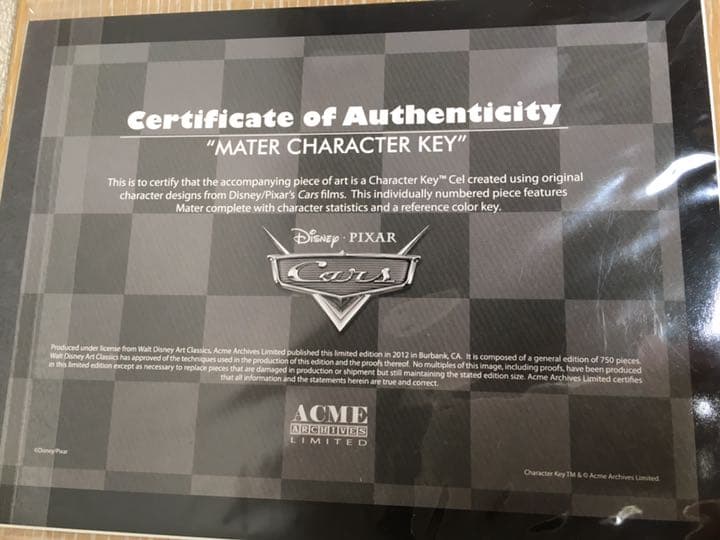 Certificate of Authenticity
"MATER CHARACTER KEY"
This is to certify that the accompanying piece of art is a Character Key™ Cel created using original
character designs from Disney/Pixar's Cars films. This individually numbered piece features
Mater complete with character statistics and a reference color key.
Disney · PIXAR
Cars
Produced under license from Walt Disney Art Classics, Acme Archives Limited published this limited edition in 2012 in Burbank, CA. It is composed of a general edition of 750 pieces.
Walt Disney Art Classics has approved of the techniques used in the production of this edition and the proofs thereof. No multiples of this image, including proofs, have been produced
in this limited edition except as necessary to replace pieces that are damaged in production or shipment but still maintaining the stated edition size. Acme Archives Limited certifies
that all information and the statements herein are true and correct.
ACME
ARCHIVES
LIMITED
©Disney/Pixar
Character Key TM & © Acme Archives Limited.